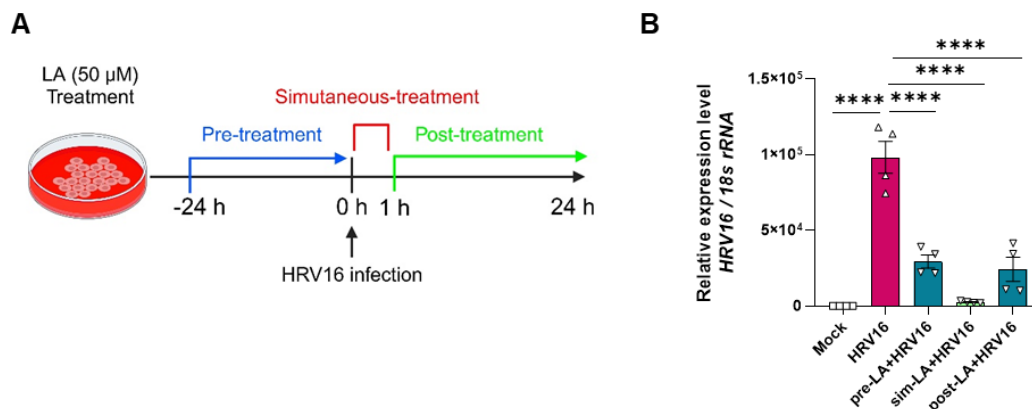 A
LA (50 µM)
Treatment
Simutaneous-treatment
Pre-treatment
Post-treatment
-24 h
0 h
1 h
24 h
HRV16 infection
B
Relative expression level
HRV16 / 18s rRNA
1.5×10⁵
1×10⁵
5×10⁴
0
****
****
**** ****
Mock
HRV16
pre-LA+HRV16
sim-LA+HRV16
post-LA+HRV16